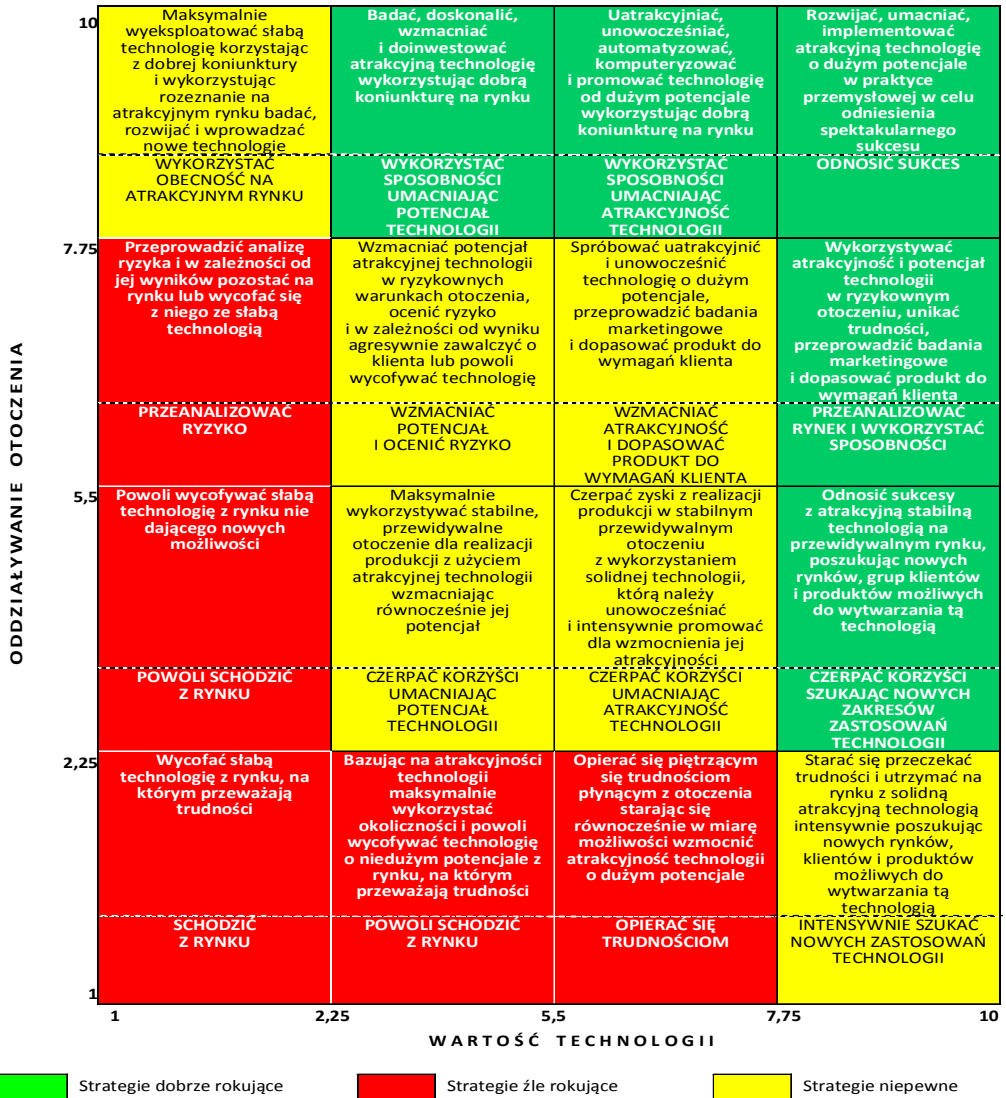 10
Maksymalnie
wyeksploatować słabą
technologię korzystając
z dobrej koniunktury
i wykorzystując
rozeznanie na
atrakcyjnym rynku badać,
rozwijać i wprowadzać
nowe technologie
WYKORZYSTAĆ
OBECNOŚĆ NA
ATRAKCYJNYM RYNKU
Badać, doskonalić,
wzmacniać
i doinwestować
atrakcyjną technologię
wykorzystując dobrą
koniunkturę na rynku
WYKORZYSTAĆ
SPOSOBNOŚCI
UMACNIAJĄC
POTENCJAŁ
TECHNOLOGII
Uatrakcyjniać,
unowocześniać,
automatyzować,
komputeryzować
i promować technologię
od dużym potencjale
wykorzystując dobrą
koniunkturę na rynku
WYKORZYSTAĆ
SPOSOBNOŚCI
UMACNIAJĄC
ATRAKCYJNOŚĆ
TECHNOLOGII
Rozwijać, umacniać,
implementować
atrakcyjną technologię
o dużym potencjale
w praktyce
przemysłowej w celu
odniesienia
spektakularnego
sukcesu
ODNOSIĆ SUKCES
7.75
Przeprowadzić analizę
ryzyka i w zależności od
jej wyników pozostać na
rynku lub wycofać się
z niego ze słabą
technologią
PRZEANALIZOWAĆ
RYZYKO
Wzmacniać potencjał
atrakcyjnej technologii
w ryzykownych
warunkach otoczenia,
ocenić ryzyko
i w zależności od wyniku
agresywnie zawalczyć o
klienta lub powoli
wycofywać technologię
WZMACNIAĆ
POTENCJAŁ
I OCENIĆ RYZYKO
Spróbować uatrakcyjnić
i unowocześnić
technologię o dużym
potencjale,
przeprowadzić badania
marketingowe
i dopasować produkt do
wymagań klienta
WZMACNIAĆ
ATRAKCYJNOŚĆ
I DOPASOWAĆ
PRODUKT DO
WYMAGAŃ KLIENTA
Wykorzystywać
atrakcyjność i potencjał
technologii
w ryzykownym
otoczeniu, unikać
trudności,
przeprowadzić badania
marketingowe
i dopasować produkt do
wymagań klienta
PRZEANALIZOWAĆ
RYNEK I WYKORZYSTAĆ
SPOSOBNOŚCI
ODDZIAŁYWANIE OTOCZENIA
5,5
Powoli wycofywać słabą
technologię z rynku nie
dającego nowych
możliwości
POWOLI SCHODZIĆ
Z RYNKU
Maksymalnie
wykorzystywać stabilne,
przewidywalne
otoczenie dla realizacji
produkcji z użyciem
atrakcyjnej technologii
wzmacniając
równocześnie jej
potencjał
CZERPAĆ KORZYŚCI
UMACNIAJĄC
POTENCJAŁ
TECHNOLOGII
Czerpać zyski z realizacji
produkcji w stabilnym
przewidywalnym
otoczeniu
z wykorzystaniem
solidnej technologii,
którą należy
unowocześniać
i intensywnie promować
dla wzmocnienia jej
atrakcyjności
CZERPAĆ KORZYŚCI
UMACNIAJĄC
ATRAKCYJNOŚĆ
TECHNOLOGII
Odnosić sukcesy
z atrakcyjną stabilną
technologią na
przewidywalnym rynku,
poszukując nowych
rynków, grup klientów
i produktów możliwych
do wytwarzania tą
technologią
CZERPAĆ KORZYŚCI
SZUKAJĄC NOWYCH
ZAKRESÓW
ZASTOSOWAŃ
TECHNOLOGII
2,25
Wycofać słabą
technologię z rynku, na
którym przeważają
trudności
SCHODZIĆ
Z RYNKU
Bazując na atrakcyjności
technologii
maksymalnie
wykorzystać
okoliczności i powoli
wycofywać technologię
o niedużym potencjale z
rynku, na którym
przeważają trudności
POWOLI SCHODZIĆ
Z RYNKU
Opierać się piętrzącym
się trudnościom
płynącym z otoczenia
starając się
równocześnie w miarę
możliwości wzmocnić
atrakcyjność technologii
o dużym potencjale
OPIERAĆ SIĘ
TRUDNOŚCIOM
Starać się przeczekać
trudności i utrzymać na
rynku z solidną
atrakcyjną technologią
intensywnie poszukując
nowych rynków,
klientów i produktów
możliwych do
wytwarzania tą
technologią
INTENSYWNIE SZUKAĆ
NOWYCH ZASTOSOWAŃ
TECHNOLOGII
1
1 2,25 5,5 7,75 10
WARTOŚĆ TECHNOLOGII
Strategie dobrze rokujące
Strategie źle rokujące
Strategie niepewne